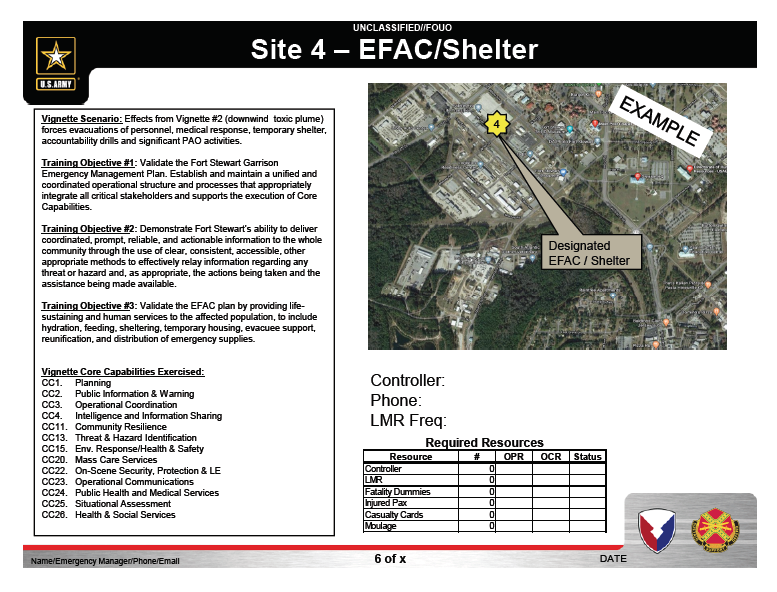 UNCLASSIFIED//FOUO
Site 4 – EFAC/Shelter
U.S.ARMY
Vignette Scenario: Effects from Vignette #2 (downwind toxic plume)
forces evacuations of personnel, medical response, temporary shelter,
accountability drills and significant PAO activities.
Training Objective #1: Validate the Fort Stewart Garrison
Emergency Management Plan. Establish and maintain a unified and
coordinated operational structure and processes that appropriately
integrate all critical stakeholders and supports the execution of Core
Capabilities.
Training Objective #2: Demonstrate Fort Stewart's ability to deliver
coordinated, prompt, reliable, and actionable information to the whole
community through the use of clear, consistent, accessible, other
appropriate methods to effectively relay information regarding any
threat or hazard and, as appropriate, the actions being taken and the
assistance being made available.
Training Objective #3: Validate the EFAC plan by providing life-
sustaining and human services to the affected population, to include
hydration, feeding, sheltering, temporary housing, evacuee support,
reunification, and distribution of emergency supplies.
Vignette Core Capabilities Exercised:
CC1. Planning
CC2. Public Information & Warning
CC3. Operational Coordination
CC4. Intelligence and Information Sharing
CC11. Community Resilience
CC13. Threat & Hazard Identification
CC15. Env. Response/Health & Safety
CC20. Mass Care Services
CC22. On-Scene Security, Protection & LE
CC23. Operational Communications
CC24. Public Health and Medical Services
CC25. Situational Assessment
CC26. Health & Social Services
EXAMPLE
4
Designated
EFAC / Shelter
Controller:
Phone:
LMR Freq:
Required Resources
Resource # OPR OCR Status
Controller 0
LMR 0
Fatality Dummies 0
Injured Pax 0
Casualty Cards 0
Moulage 0
Name/Emergency Manager/Phone/Email
6 of x
DATE